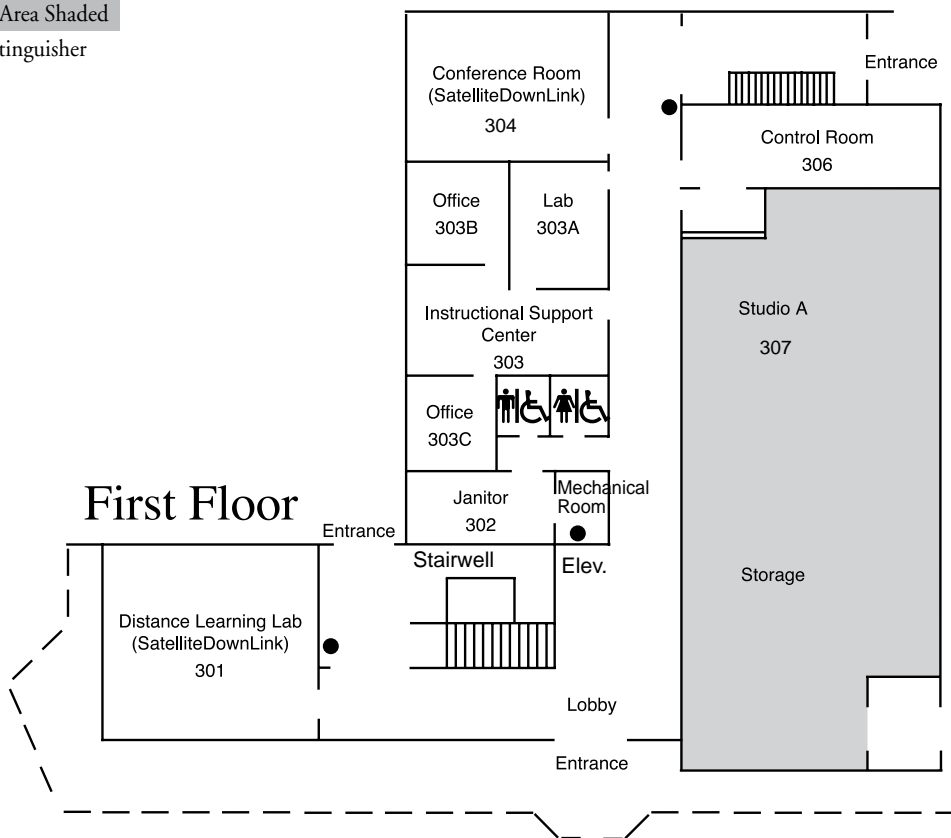 Area Shaded
tinguisher
Entrance
Conference Room
(SatelliteDownLink)
304
Control Room
306
Office
303B
Lab
303A
Studio A
307
Instructional Support
Center
303
Office
303C
First Floor
Janitor
302
Mechanical
Room
Entrance
Stairwell
Elev.
Storage
Distance Learning Lab
(SatelliteDownLink)
301
Lobby
Entrance